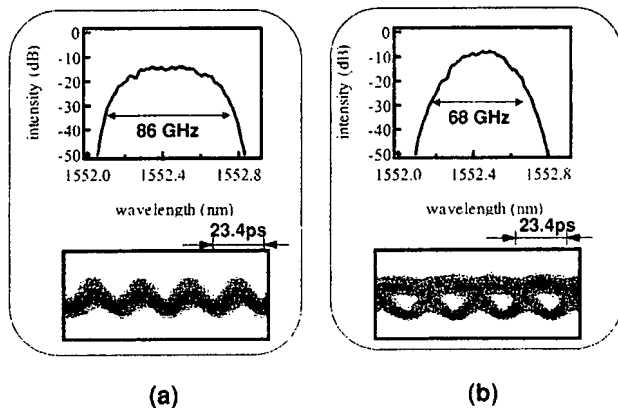 0
-10
-20
-30
-40
-50
intensity (dB)
86 GHz
1552.0 1552.4 1552.8
wavelength (nm)
23.4ps
(a)
0
-10
-20
-30
-40
-50
intensity (dB)
68 GHz
1552.0 1552.4 1552.8
wavelength (nm)
23.4ps
(b)